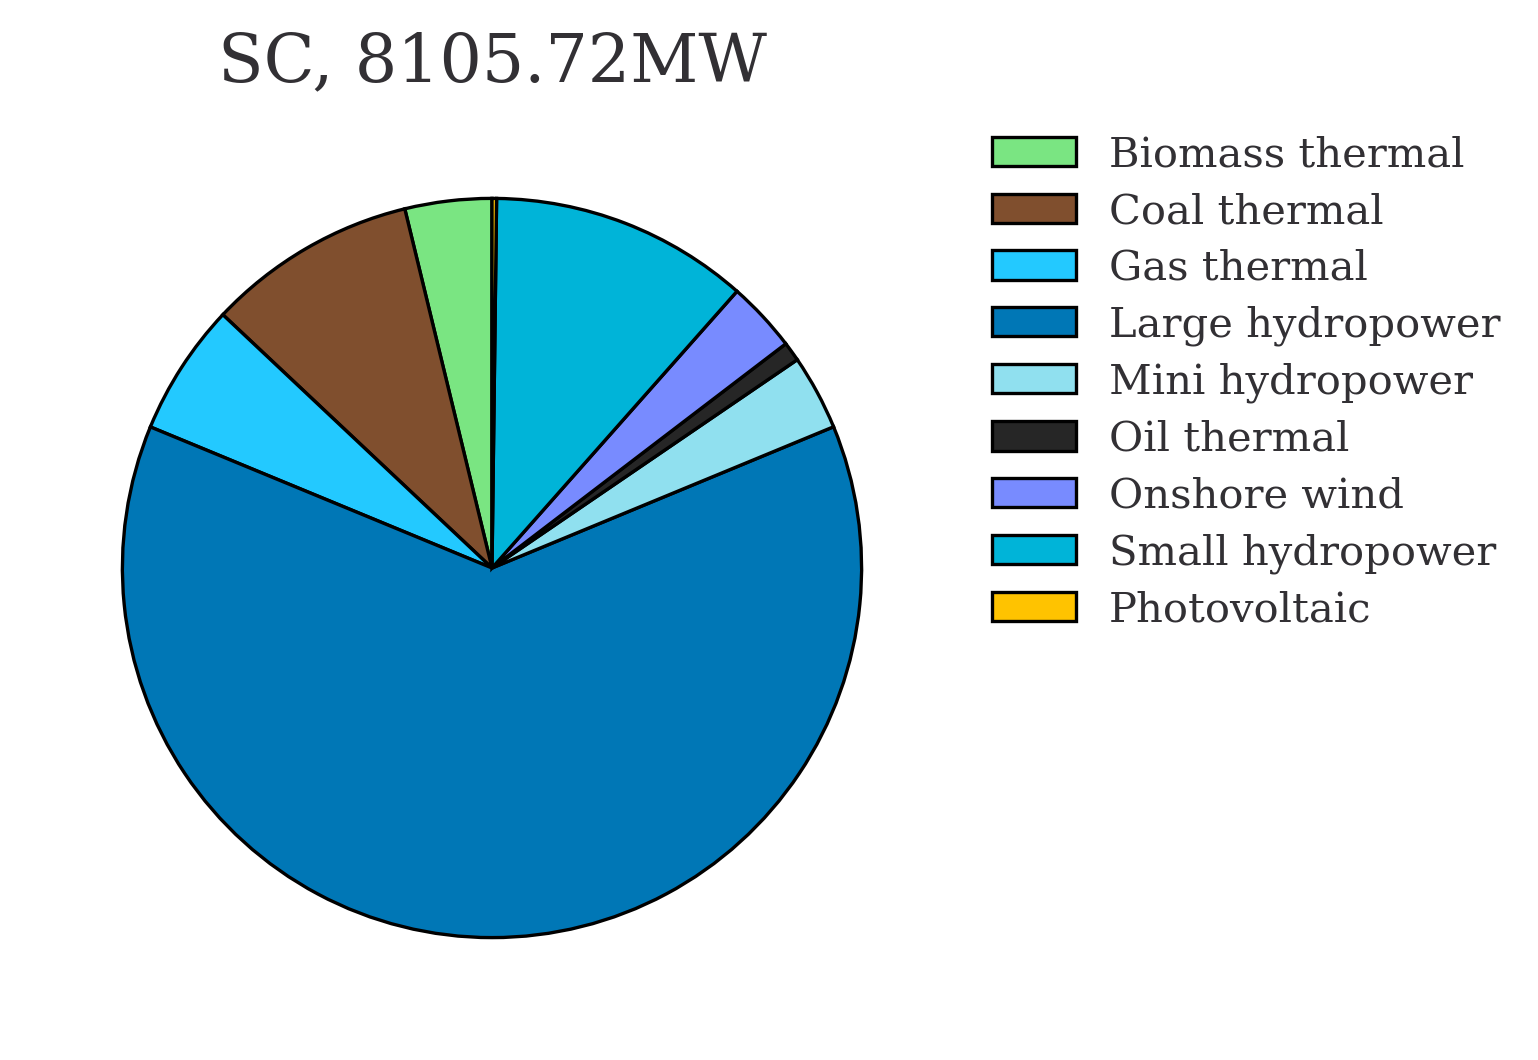 SC, 8105.72MW
Biomass thermal
Coal thermal
Gas thermal
Large hydropower
Mini hydropower
Oil thermal
Onshore wind
Small hydropower
Photovoltaic